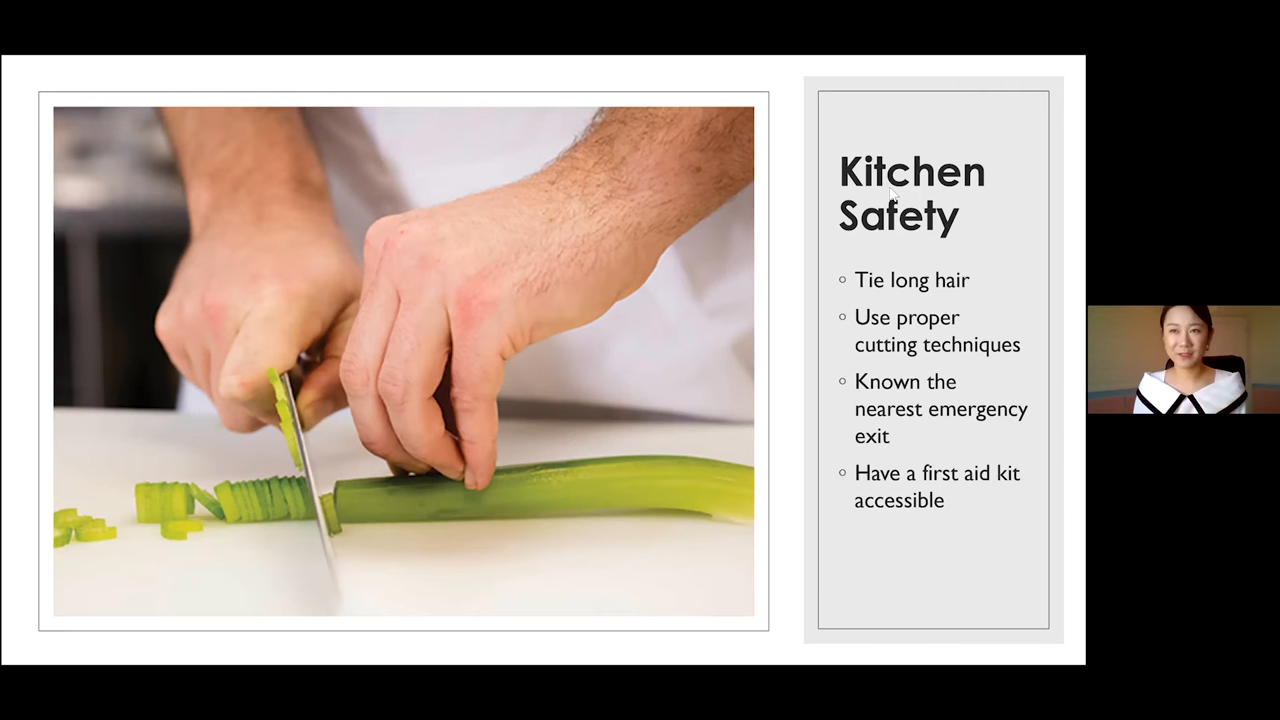 Kitchen
Safety
Tie long hair
Use proper
cutting techniques
Known the
nearest emergency
exit
Have a first aid kit
accessible